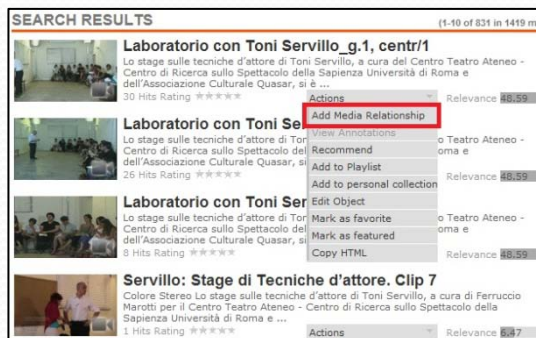 SEARCH RESULTS
(1-10 of 831 in 1419 m
Laboratorio con Toni Servillo_g.1, centr/1
Lo stage sulle tecniche d'attore di Toni Servillo, a cura del Centro Teatro Ateneo -
Centro di Ricerca sullo Spettacolo della Sapienza Università di Roma e
dell'Associazione Culturale Quasar, si è ...
30 Hits Rating
Actions
Relevance 48.59
Add Media Relationship
Laboratorio con Toni Se
View Annotations
Lo stage sulle tecniche d'attore di Tor
o Teatro Ateneo -
Recommend
Centro di Ricerca sullo Spettacolo del
oma e
dell'Associazione Culturale Quasar, si
Add to Playlist
26 Hits Rating
Relevance 48.59
Add to personal collection
Edit Object
Laboratorio con Toni Ser
Lo stage sulle tecniche d'attore di Tor
Mark as favorite
o Teatro Ateneo -
Centro di Ricerca sullo Spettacolo del
oma e
Mark as featured
dell'Associazione Culturale Quasar, si
8 Hits Rating
Copy HTML
Relevance 48.59
Servillo: Stage di Tecniche d'attore. Clip 7
Colore Stereo Lo stage sulle tecniche d'attore di Toni Servillo, a cura di Ferruccio
Marotti per il Centro Teatro Ateneo - Centro di Ricerca sullo Spettacolo della
Sapienza Università di Roma e ...
1 Hits Rating
Actions
Relevance 6.47